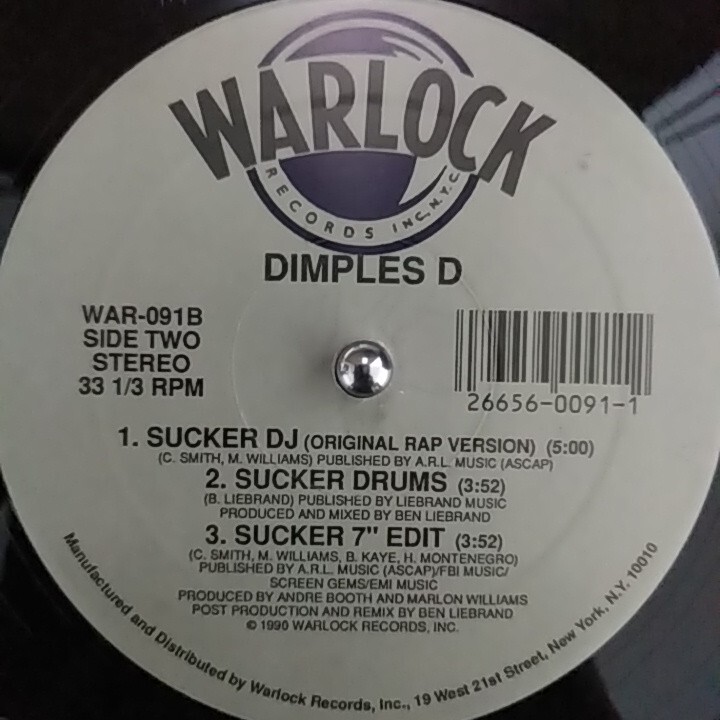 WARLOCK
RECORDS INC., N.Y.C.
DIMPLES D
WAR-091B
SIDE TWO
STEREO
33 1/3 RPM
26656-0091-1
1. SUCKER DJ (ORIGINAL RAP VERSION) (5:00)
(C. SMITH, M. WILLIAMS) PUBLISHED BY A.R.L. MUSIC (ASCAP)
2. SUCKER DRUMS (3:52)
(B. LIEBRAND) PUBLISHED BY LIEBRAND MUSIC
PRODUCED AND MIXED BY BEN LIEBRAND
3. SUCKER 7" EDIT (3:52)
(C. SMITH, M. WILLIAMS, B. KAYE, H. MONTENEGRO)
PUBLISHED BY A.R.L. MUSIC (ASCAP)/FBI MUSIC/
SCREEN GEMS/EMI MUSIC
PRODUCED BY ANDRE BOOTH AND MARLON WILLIAMS
POST PRODUCTION AND REMIX BY BEN LIEBRAND
© 1990 WARLOCK RECORDS, INC.
Manufactured and Distributed by Warlock Records, Inc., 19 West 21st Street, New York, N.Y. 10010